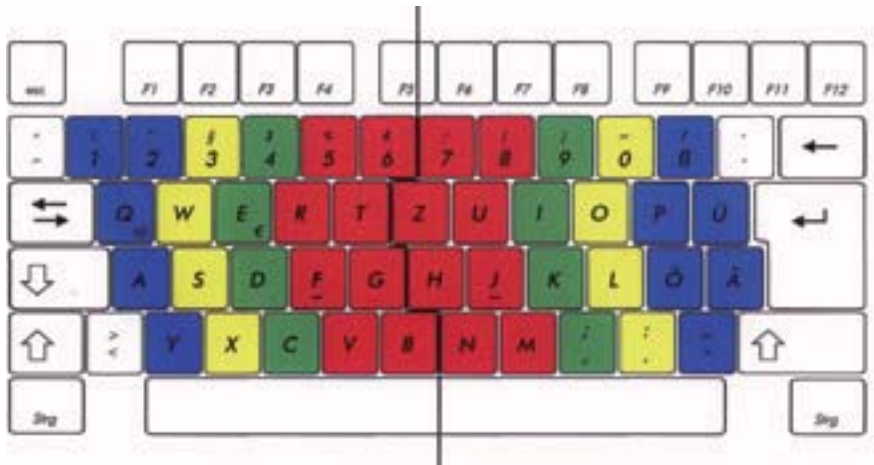 esc F1 F2 F3 F4 F5 F6 F7 F8 F9 F10 F11 F12
1 2 § 3 $ 4 % 5 & 6 / 7 ( 8 ) 9 = 0 ß
Q W E € R T Z U I O P Ü
A S D F G H J K L Ö Ä
> < Y X C V B N M ; , : . -
Strg Strg